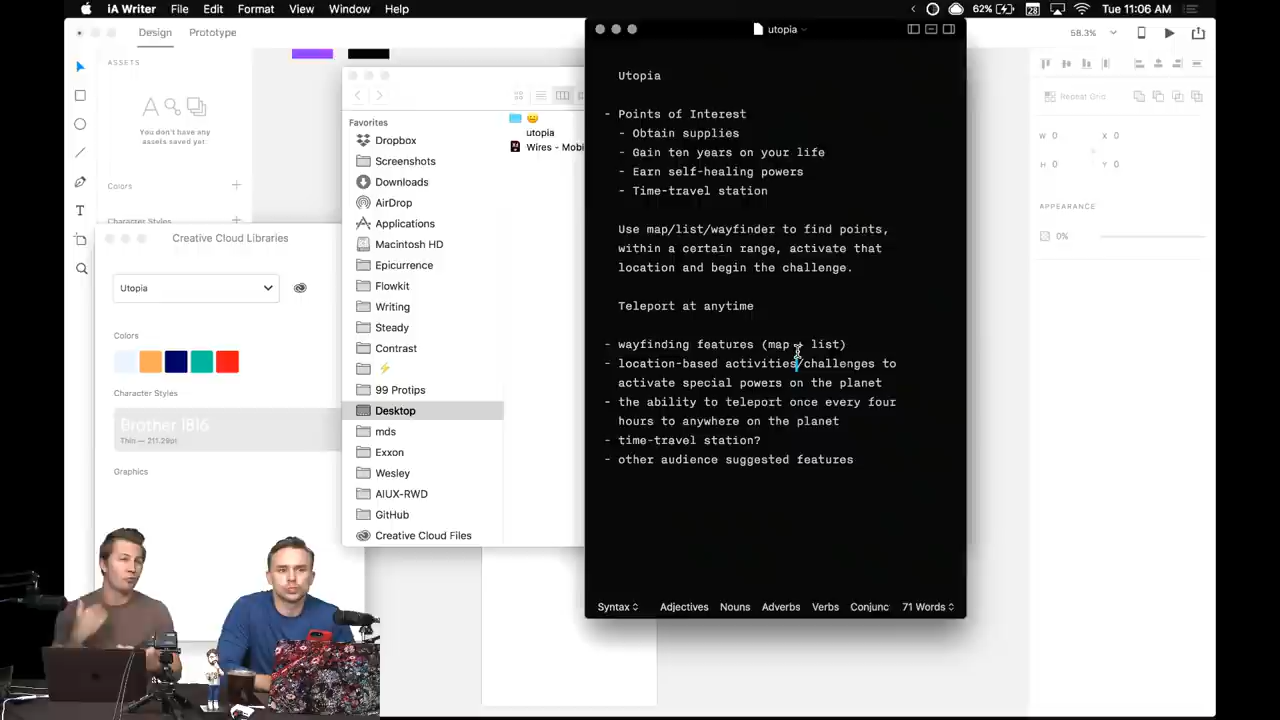 iA Writer File Edit Format View Window Help
62% 28 Tue 11:06 AM
Design Prototype
58.3%
ASSETS
You don't have any assets saved yet.
Colors
Character Styles
Repeat Grid
W 0 X 0
H 0 Y 0
APPEARANCE
0%
Creative Cloud Libraries
Utopia
Colors
Character Styles
Brother 1816
Thin — 211.29pt
Graphics
Favorites
Dropbox
Screenshots
Downloads
AirDrop
Applications
Macintosh HD
Epicurrence
Flowkit
Writing
Steady
Contrast
⚡
99 Protips
Desktop
mds
Exxon
Wesley
AIUX-RWD
GitHub
Creative Cloud Files
utopia
Wires - Mobi
utopia
Utopia
- Points of Interest
- Obtain supplies
- Gain ten years on your life
- Earn self-healing powers
- Time-travel station
Use map/list/wayfinder to find points,
within a certain range, activate that
location and begin the challenge.
Teleport at anytime
- wayfinding features (map + list)
- location-based activities/challenges to
activate special powers on the planet
- the ability to teleport once every four
hours to anywhere on the planet
- time-travel station?
- other audience suggested features
Syntax Adjectives Nouns Adverbs Verbs Conjunc 71 Words